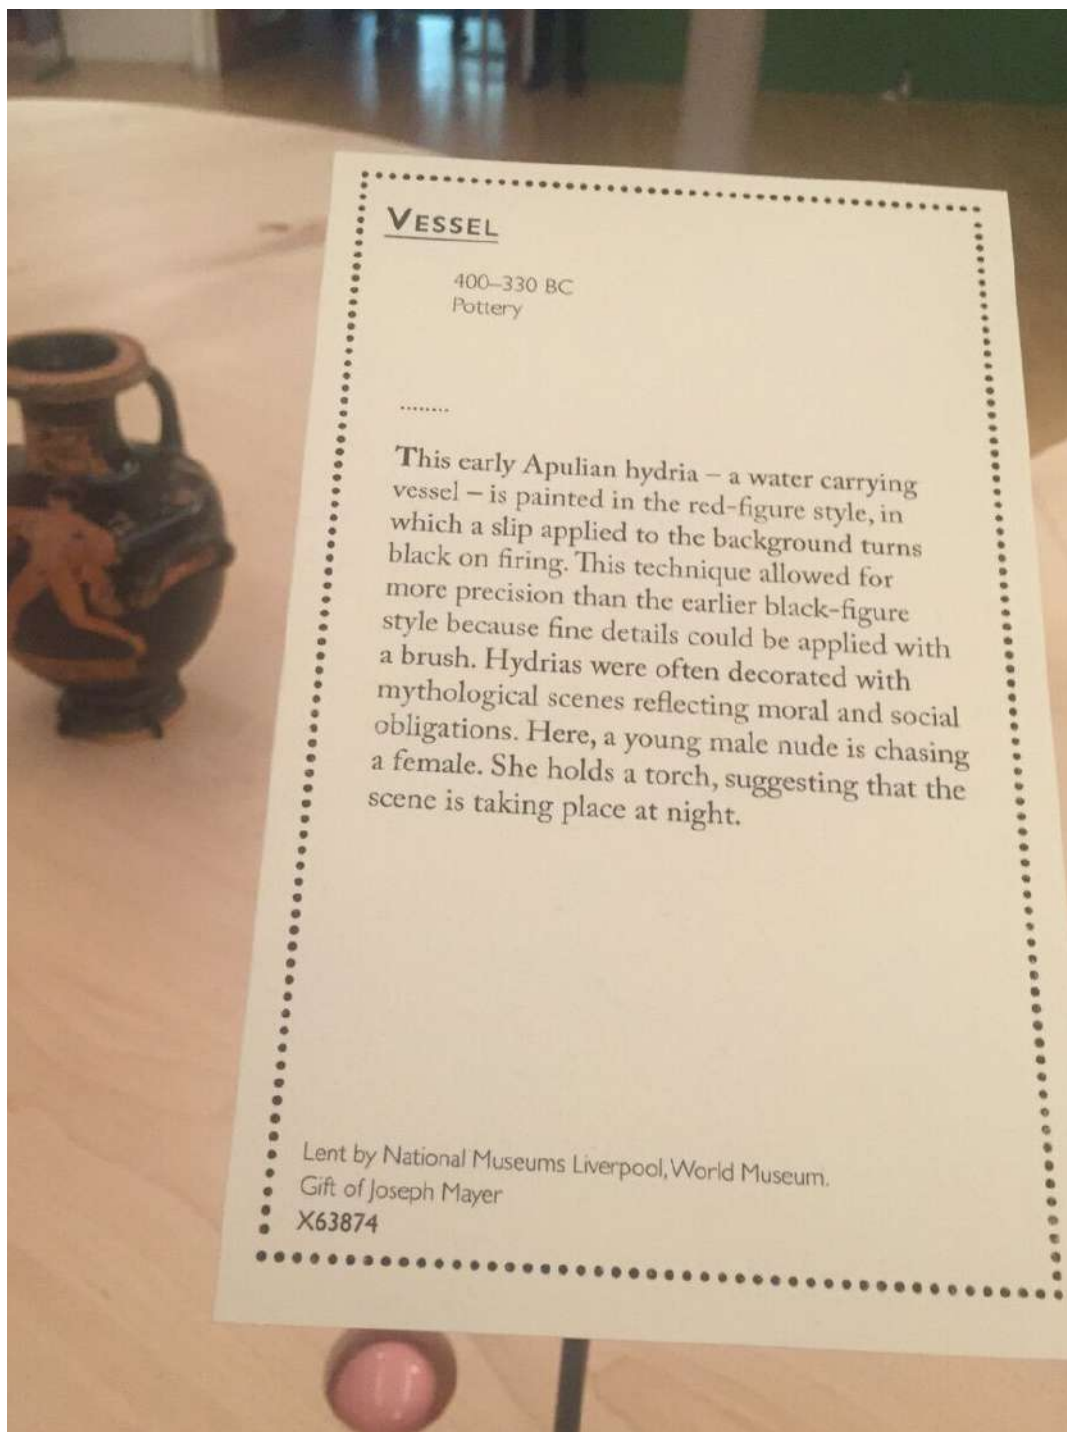 VESSEL
400–330 BC
Pottery
........
This early Apulian hydria – a water carrying
vessel – is painted in the red-figure style, in
which a slip applied to the background turns
black on firing. This technique allowed for
more precision than the earlier black-figure
style because fine details could be applied with
a brush. Hydrias were often decorated with
mythological scenes reflecting moral and social
obligations. Here, a young male nude is chasing
a female. She holds a torch, suggesting that the
scene is taking place at night.
Lent by National Museums Liverpool, World Museum.
Gift of Joseph Mayer
X63874